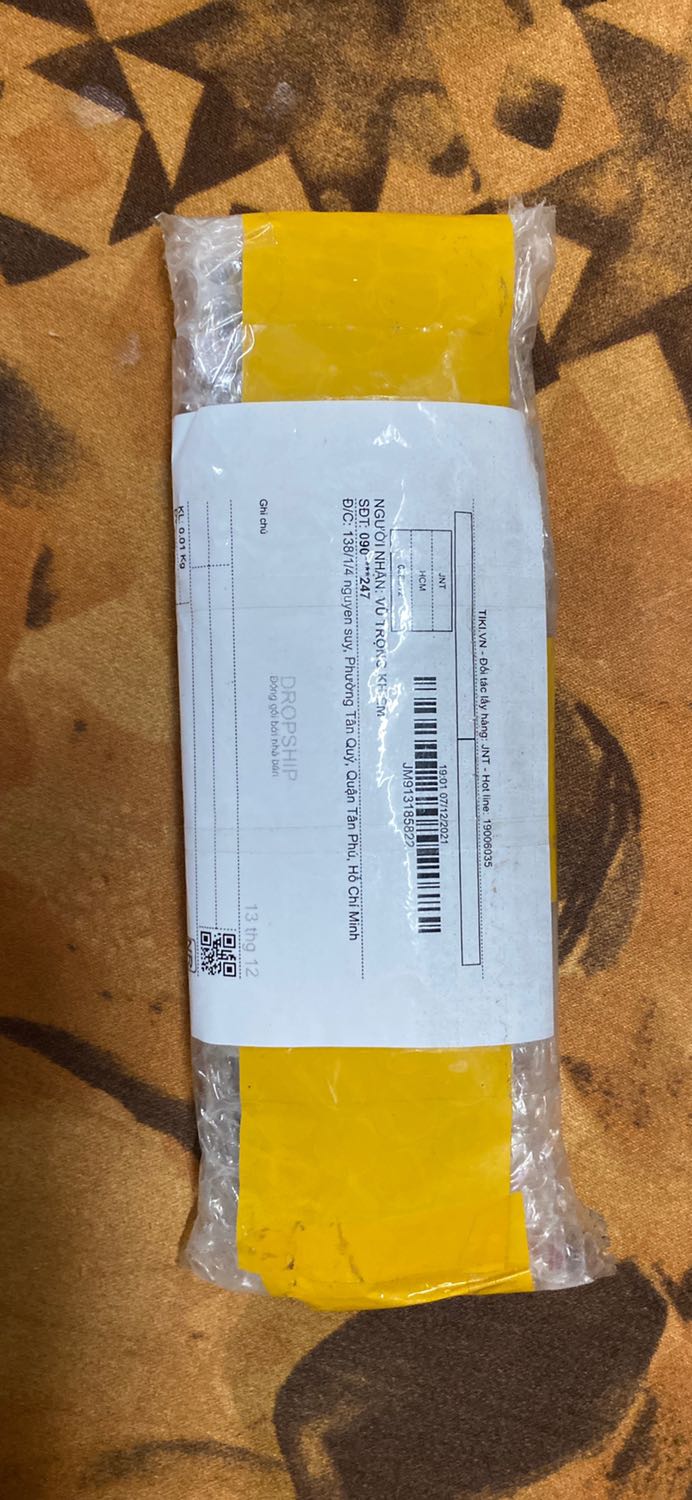 TIKI.VN - Đối tác lấy hàng: JNT - Hot line: 19006035
JNT
HCM
19:01 07/12/2021
JM913185822
NGƯỜI NHẬN: VŨ TRỌNG
SĐT: 090 ***247
Đ/C: 138/1/4 nguyen suy, Phường Tân Quý, Quận Tân Phú, Hồ Chí Minh
DROPSHIP
Đóng gói bởi nhà bán
Ghi chú
13 thg 12
KL: 0.01 Kg